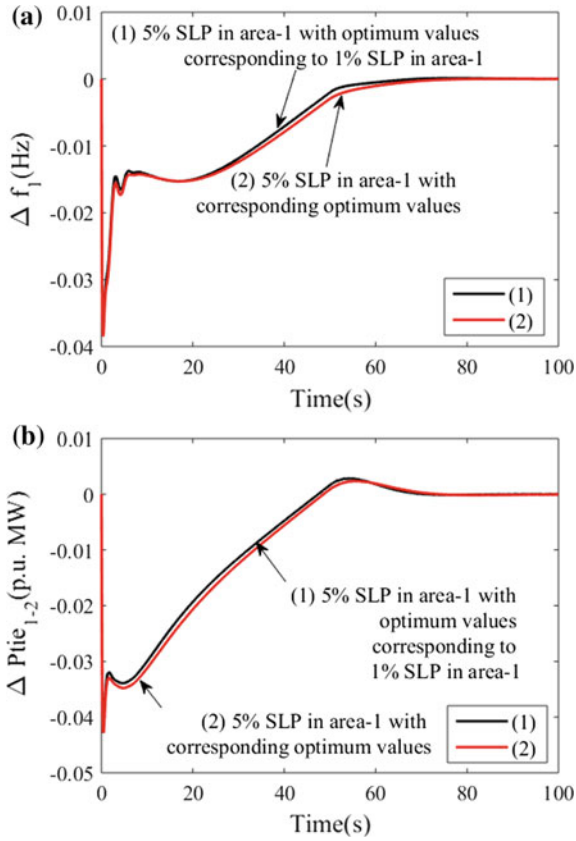 (a)
(1) 5% SLP in area-1 with optimum values
corresponding to 1% SLP in area-1
0
-0.01
-0.02
-0.03
-0.04
Δ f1(Hz)
(2) 5% SLP in area-1 with
corresponding optimum values
(1)
(2)
0 20 40 60 80 100
Time(s)
(b)
0.01
0
-0.01
-0.02
-0.03
-0.04
-0.05
Δ Ptie1-2(p.u. MW)
(1) 5% SLP in area-1 with
optimum values
corresponding to
1% SLP in area-1
(2) 5% SLP in area-1 with
corresponding optimum values
(1)
(2)
0 20 40 60 80 100
Time(s)